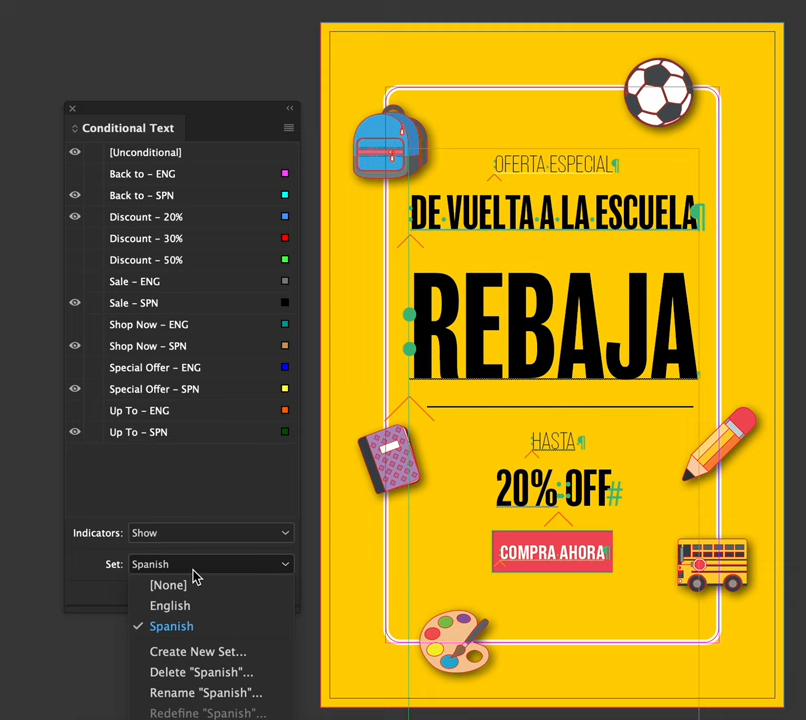 Conditional Text
[Unconditional]
Back to - ENG
Back to - SPN
Discount - 20%
Discount - 30%
Discount - 50%
Sale - ENG
Sale - SPN
Shop Now - ENG
Shop Now - SPN
Special Offer - ENG
Special Offer - SPN
Up To - ENG
Up To - SPN
Indicators: Show
Set: Spanish
[None]
English
Spanish
Create New Set...
Delete "Spanish"...
Rename "Spanish"...
Redefine "Spanish"...
OFERTA ESPECIAL
DE VUELTA A LA ESCUELA
REBAJA
HASTA
20% OFF
COMPRA AHORA